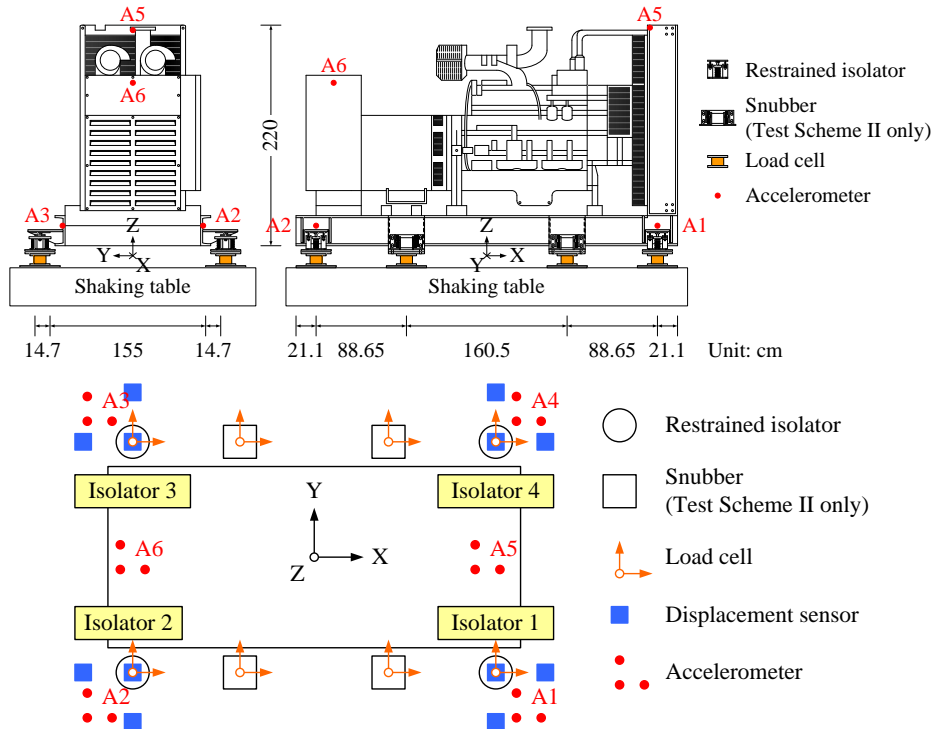 A5
A6
A3
A2
Z
Y
X
Shaking table
220
A5
A6
A2
A1
Z
Y
X
Shaking table
Restrained isolator
Snubber
(Test Scheme II only)
Load cell
Accelerometer
14.7
155
14.7
21.1
88.65
160.5
88.65
21.1
Unit: cm
A3
A4
Isolator 3
Isolator 4
Y
X
Z
A6
A5
Isolator 2
Isolator 1
A2
A1
Restrained isolator
Snubber
(Test Scheme II only)
Load cell
Displacement sensor
Accelerometer